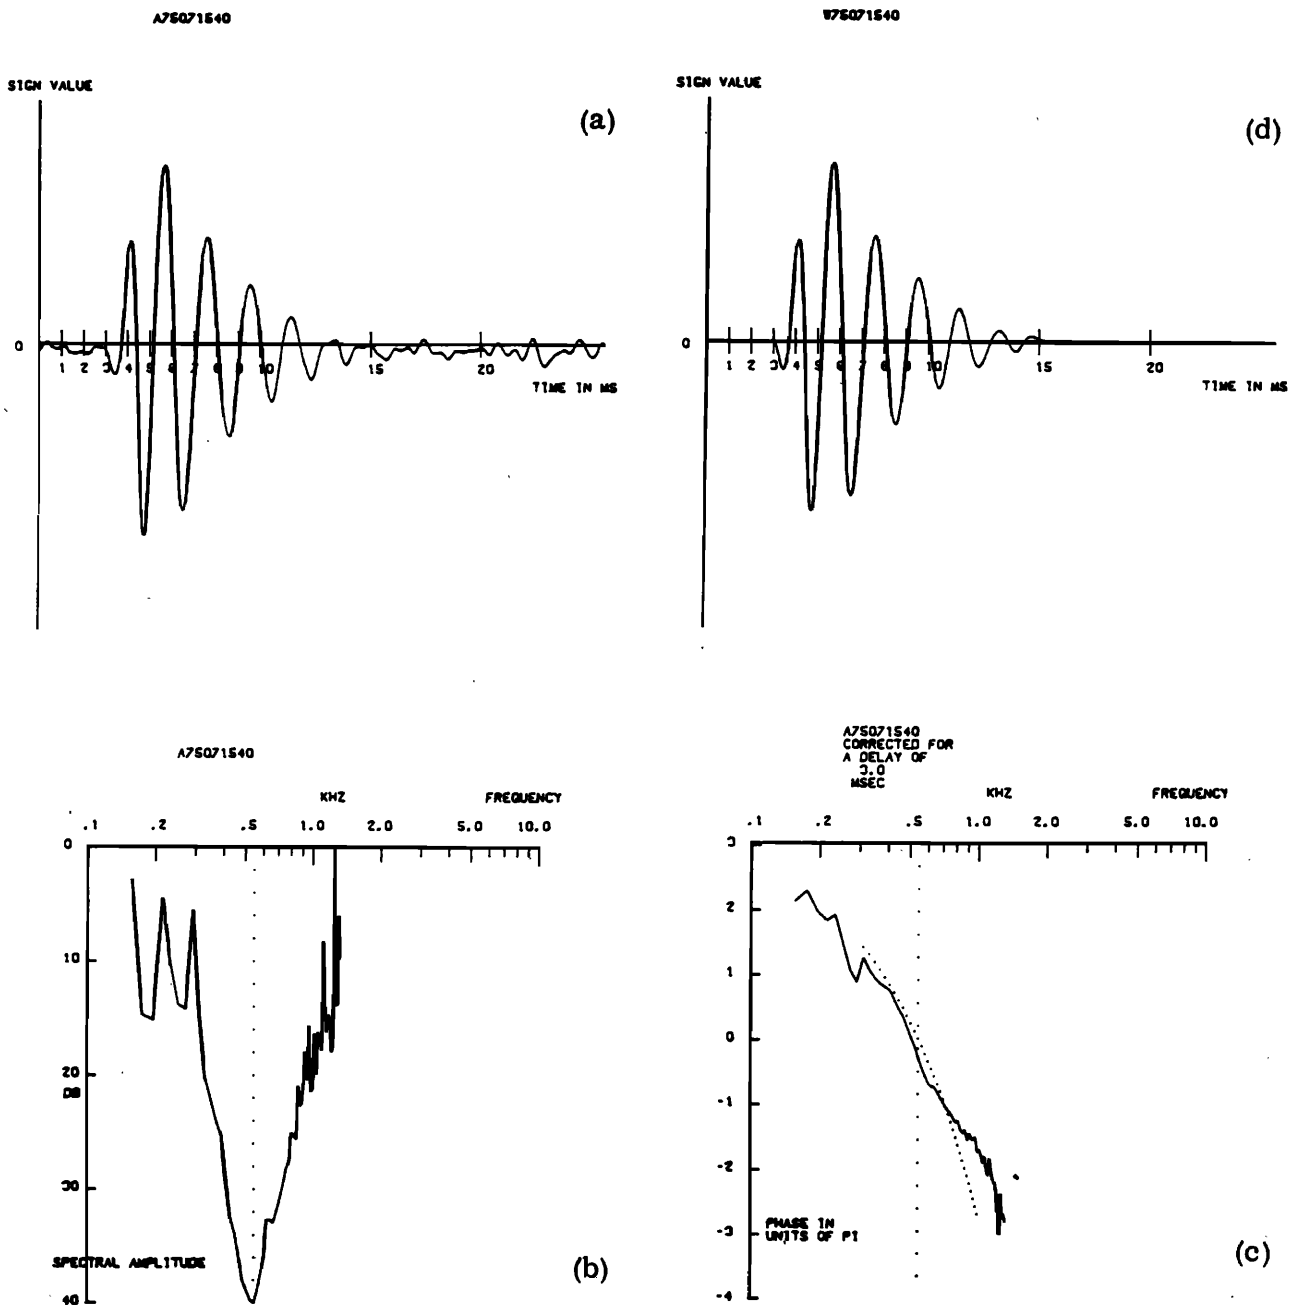 A75071540
SIGN VALUE
(a)
0
1 2 3 4 5 6 7 8 9 10 15 20
TIME IN MS
W75071540
SIGN VALUE
(d)
0
1 2 3 4 5 6 7 8 9 10 15 20
TIME IN MS
A75071540
KHZ FREQUENCY
.1 .2 .5 1.0 2.0 5.0 10.0
0
10
20
DB
30
SPECTRAL AMPLITUDE
40
(b)
A75071540
CORRECTED FOR
A DELAY OF
3.0
MSEC
KHZ FREQUENCY
.1 .2 .5 1.0 2.0 5.0 10.0
3
2
1
0
-1
-2
-3
PHASE IN
UNITS OF PI
-4
(c)